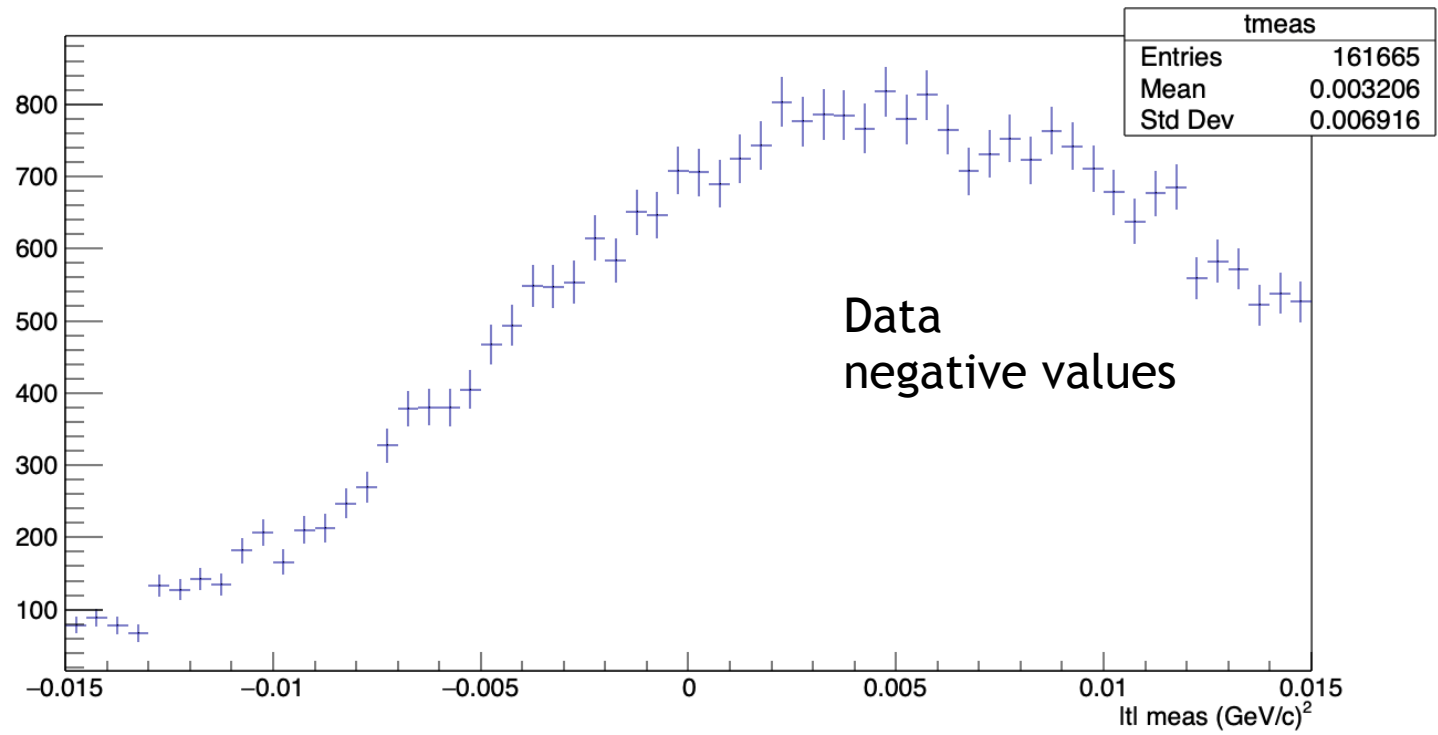 tmeas
Entries 161665
Mean 0.003206
Std Dev 0.006916
800
700
600
500
400
300
200
100
Data
negative values
−0.015 −0.01 −0.005 0 0.005 0.01 0.015
|t| meas (GeV/c)²